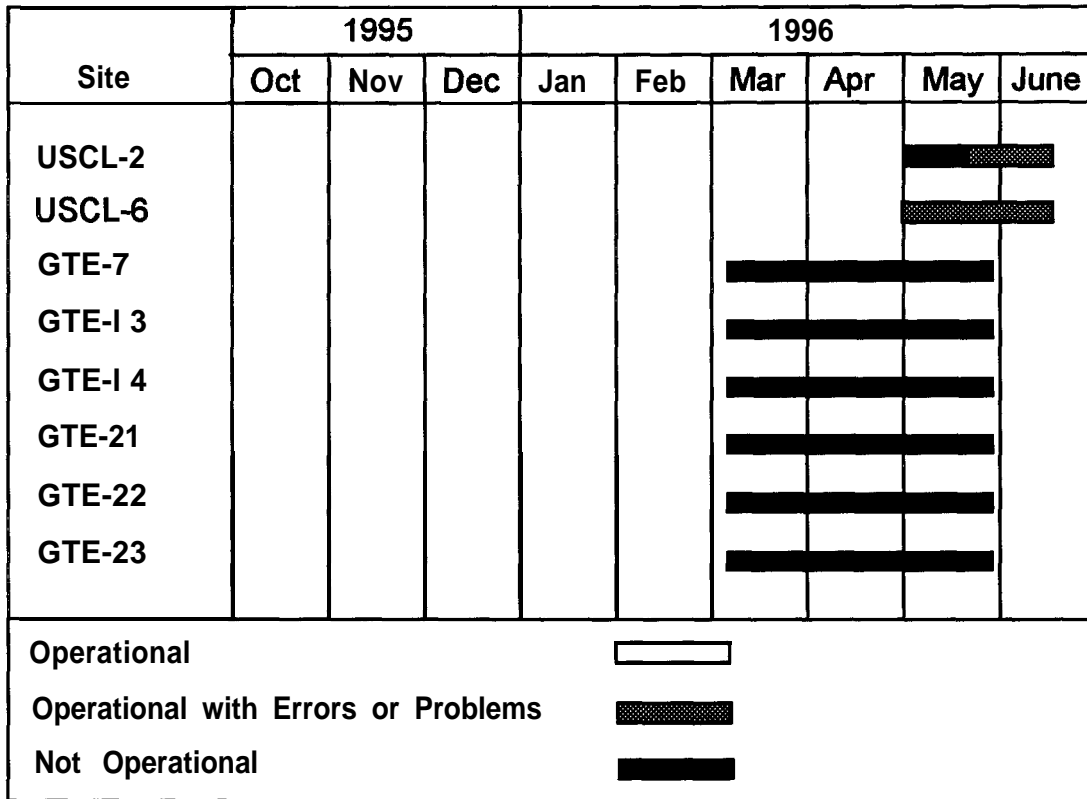 1995 1996
Site Oct Nov Dec Jan Feb Mar Apr May June
USCL-2
USCL-6
GTE-7
GTE-I 3
GTE-I 4
GTE-21
GTE-22
GTE-23
Operational
Operational with Errors or Problems
Not Operational